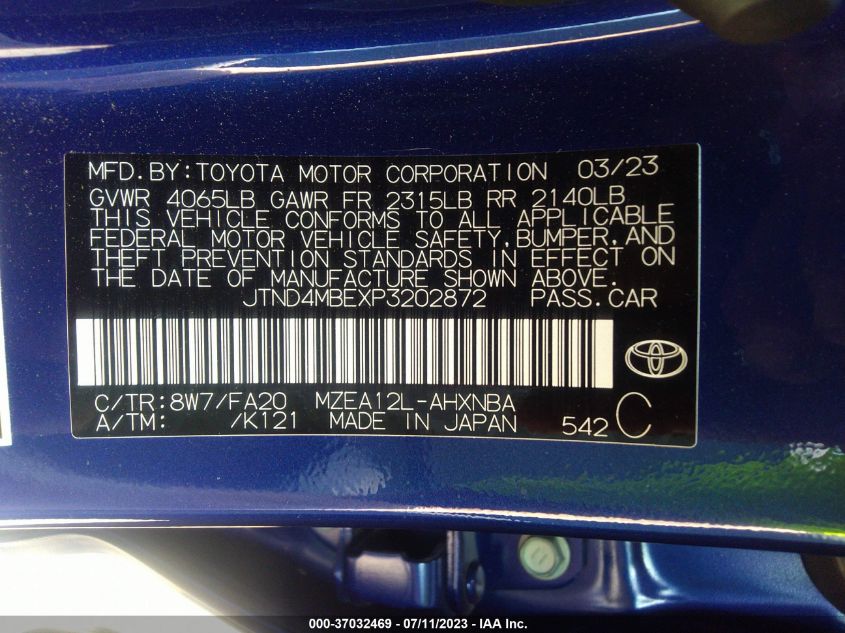 MFD.BY:TOYOTA MOTOR CORPORATION 03/23
GVWR 4065LB GAWR FR 2315LB RR 2140LB
THIS VEHICLE CONFORMS TO ALL APPLICABLE
FEDERAL MOTOR VEHICLE SAFETY,BUMPER,AND
THEFT PREVENTION STANDARDS IN EFFECT ON
THE DATE OF MANUFACTURE SHOWN ABOVE.
JTND4MBEXP3202872 PASS.CAR
C/TR:8W7/FA20 MZEA12L-AHXNBA
A/TM: /K121 MADE IN JAPAN 542 C
000-37032469 - 07/11/2023 - IAA Inc.